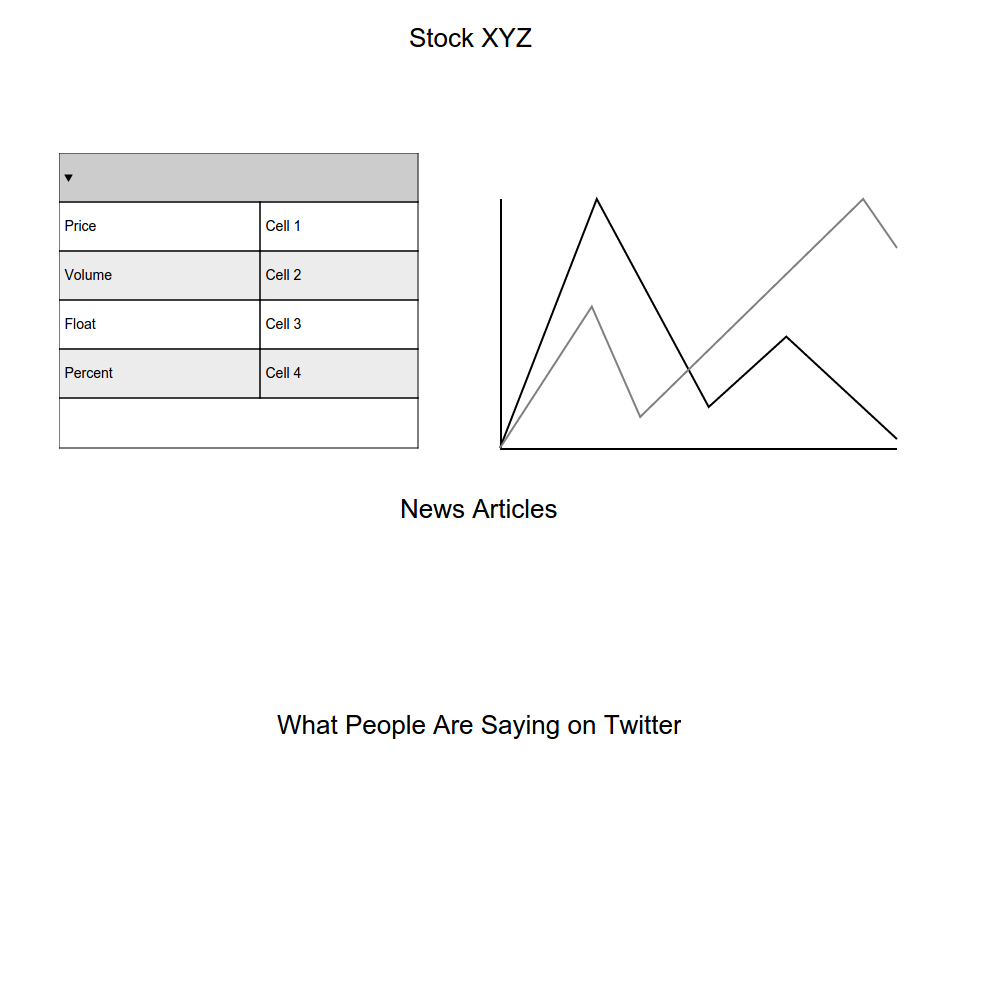 Stock XYZ
▼
Price Cell 1
Volume Cell 2
Float Cell 3
Percent Cell 4
News Articles
What People Are Saying on Twitter